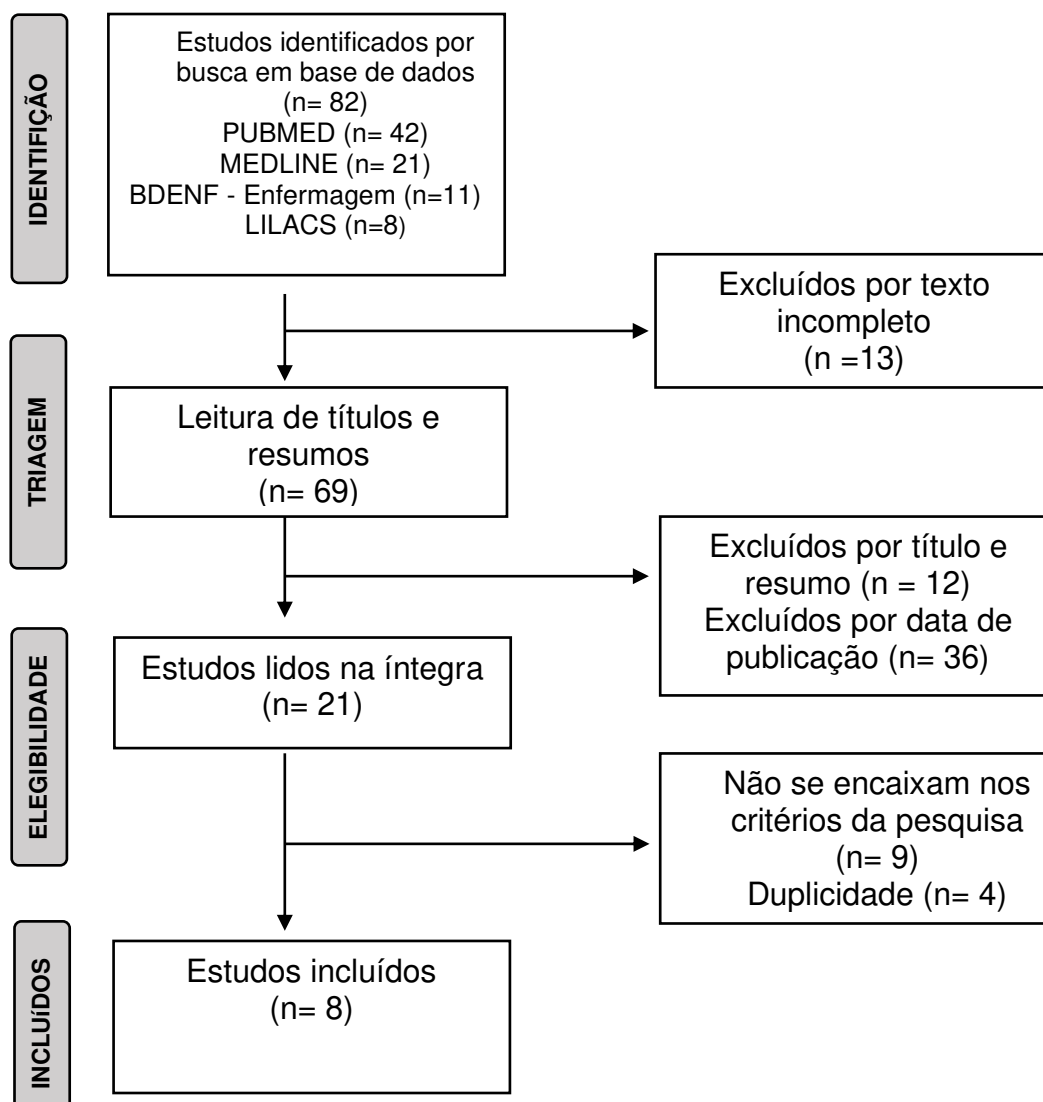 IDENTIFIÇÃO
Estudos identificados por
busca em base de dados
(n= 82)
PUBMED (n= 42)
MEDLINE (n= 21)
BDENF - Enfermagem (n=11)
LILACS (n=8)
Excluídos por texto
incompleto
(n =13)
TRIAGEM
Leitura de títulos e
resumos
(n= 69)
Excluídos por título e
resumo (n = 12)
Excluídos por data de
publicação (n= 36)
ELEGIBILIDADE
Estudos lidos na íntegra
(n= 21)
Não se encaixam nos
critérios da pesquisa
(n= 9)
Duplicidade (n= 4)
INCLUíDOS
Estudos incluídos
(n= 8)